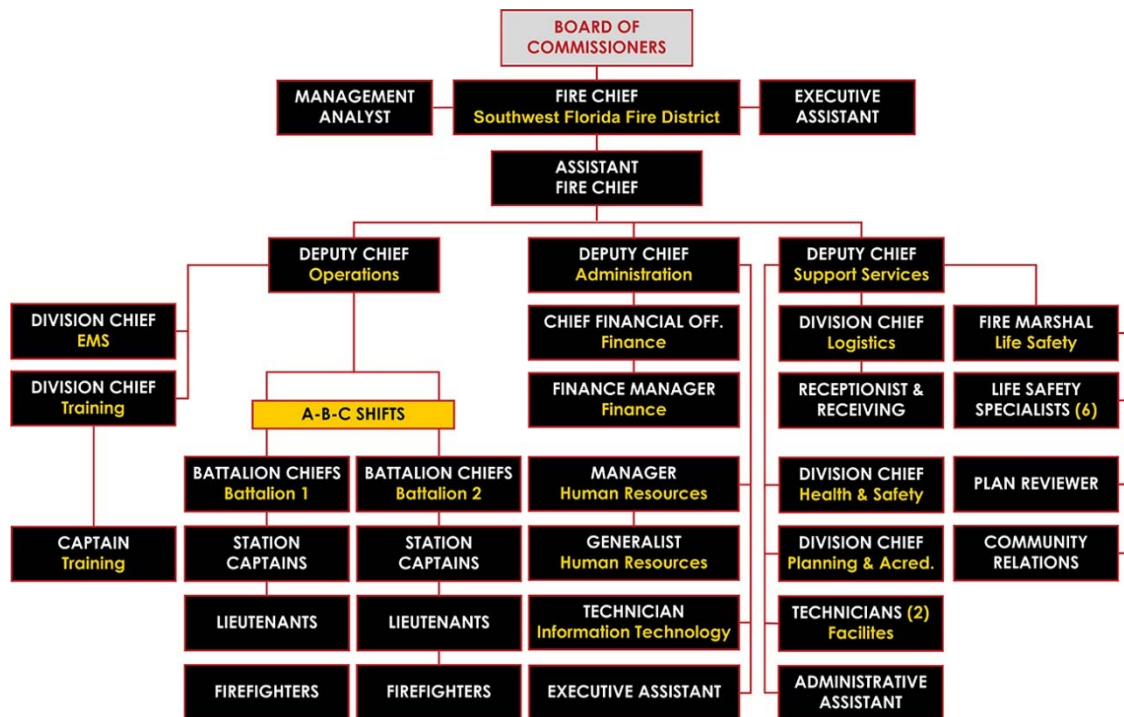 BOARD OF
COMMISSIONERS
MANAGEMENT
ANALYST
FIRE CHIEF
Southwest Florida Fire District
EXECUTIVE
ASSISTANT
ASSISTANT
FIRE CHIEF
DEPUTY CHIEF
Operations
DEPUTY CHIEF
Administration
DEPUTY CHIEF
Support Services
DIVISION CHIEF
EMS
CHIEF FINANCIAL OFF.
Finance
DIVISION CHIEF
Logistics
FIRE MARSHAL
Life Safety
DIVISION CHIEF
Training
A-B-C SHIFTS
FINANCE MANAGER
Finance
RECEPTIONIST &
RECEIVING
LIFE SAFETY
SPECIALISTS (6)
BATTALION CHIEFS
Battalion 1
BATTALION CHIEFS
Battalion 2
MANAGER
Human Resources
DIVISION CHIEF
Health & Safety
PLAN REVIEWER
CAPTAIN
Training
STATION
CAPTAINS
STATION
CAPTAINS
GENERALIST
Human Resources
DIVISION CHIEF
Planning & Acred.
COMMUNITY
RELATIONS
LIEUTENANTS
LIEUTENANTS
TECHNICIAN
Information Technology
TECHNICIANS (2)
Facilites
FIREFIGHTERS
FIREFIGHTERS
EXECUTIVE ASSISTANT
ADMINISTRATIVE
ASSISTANT